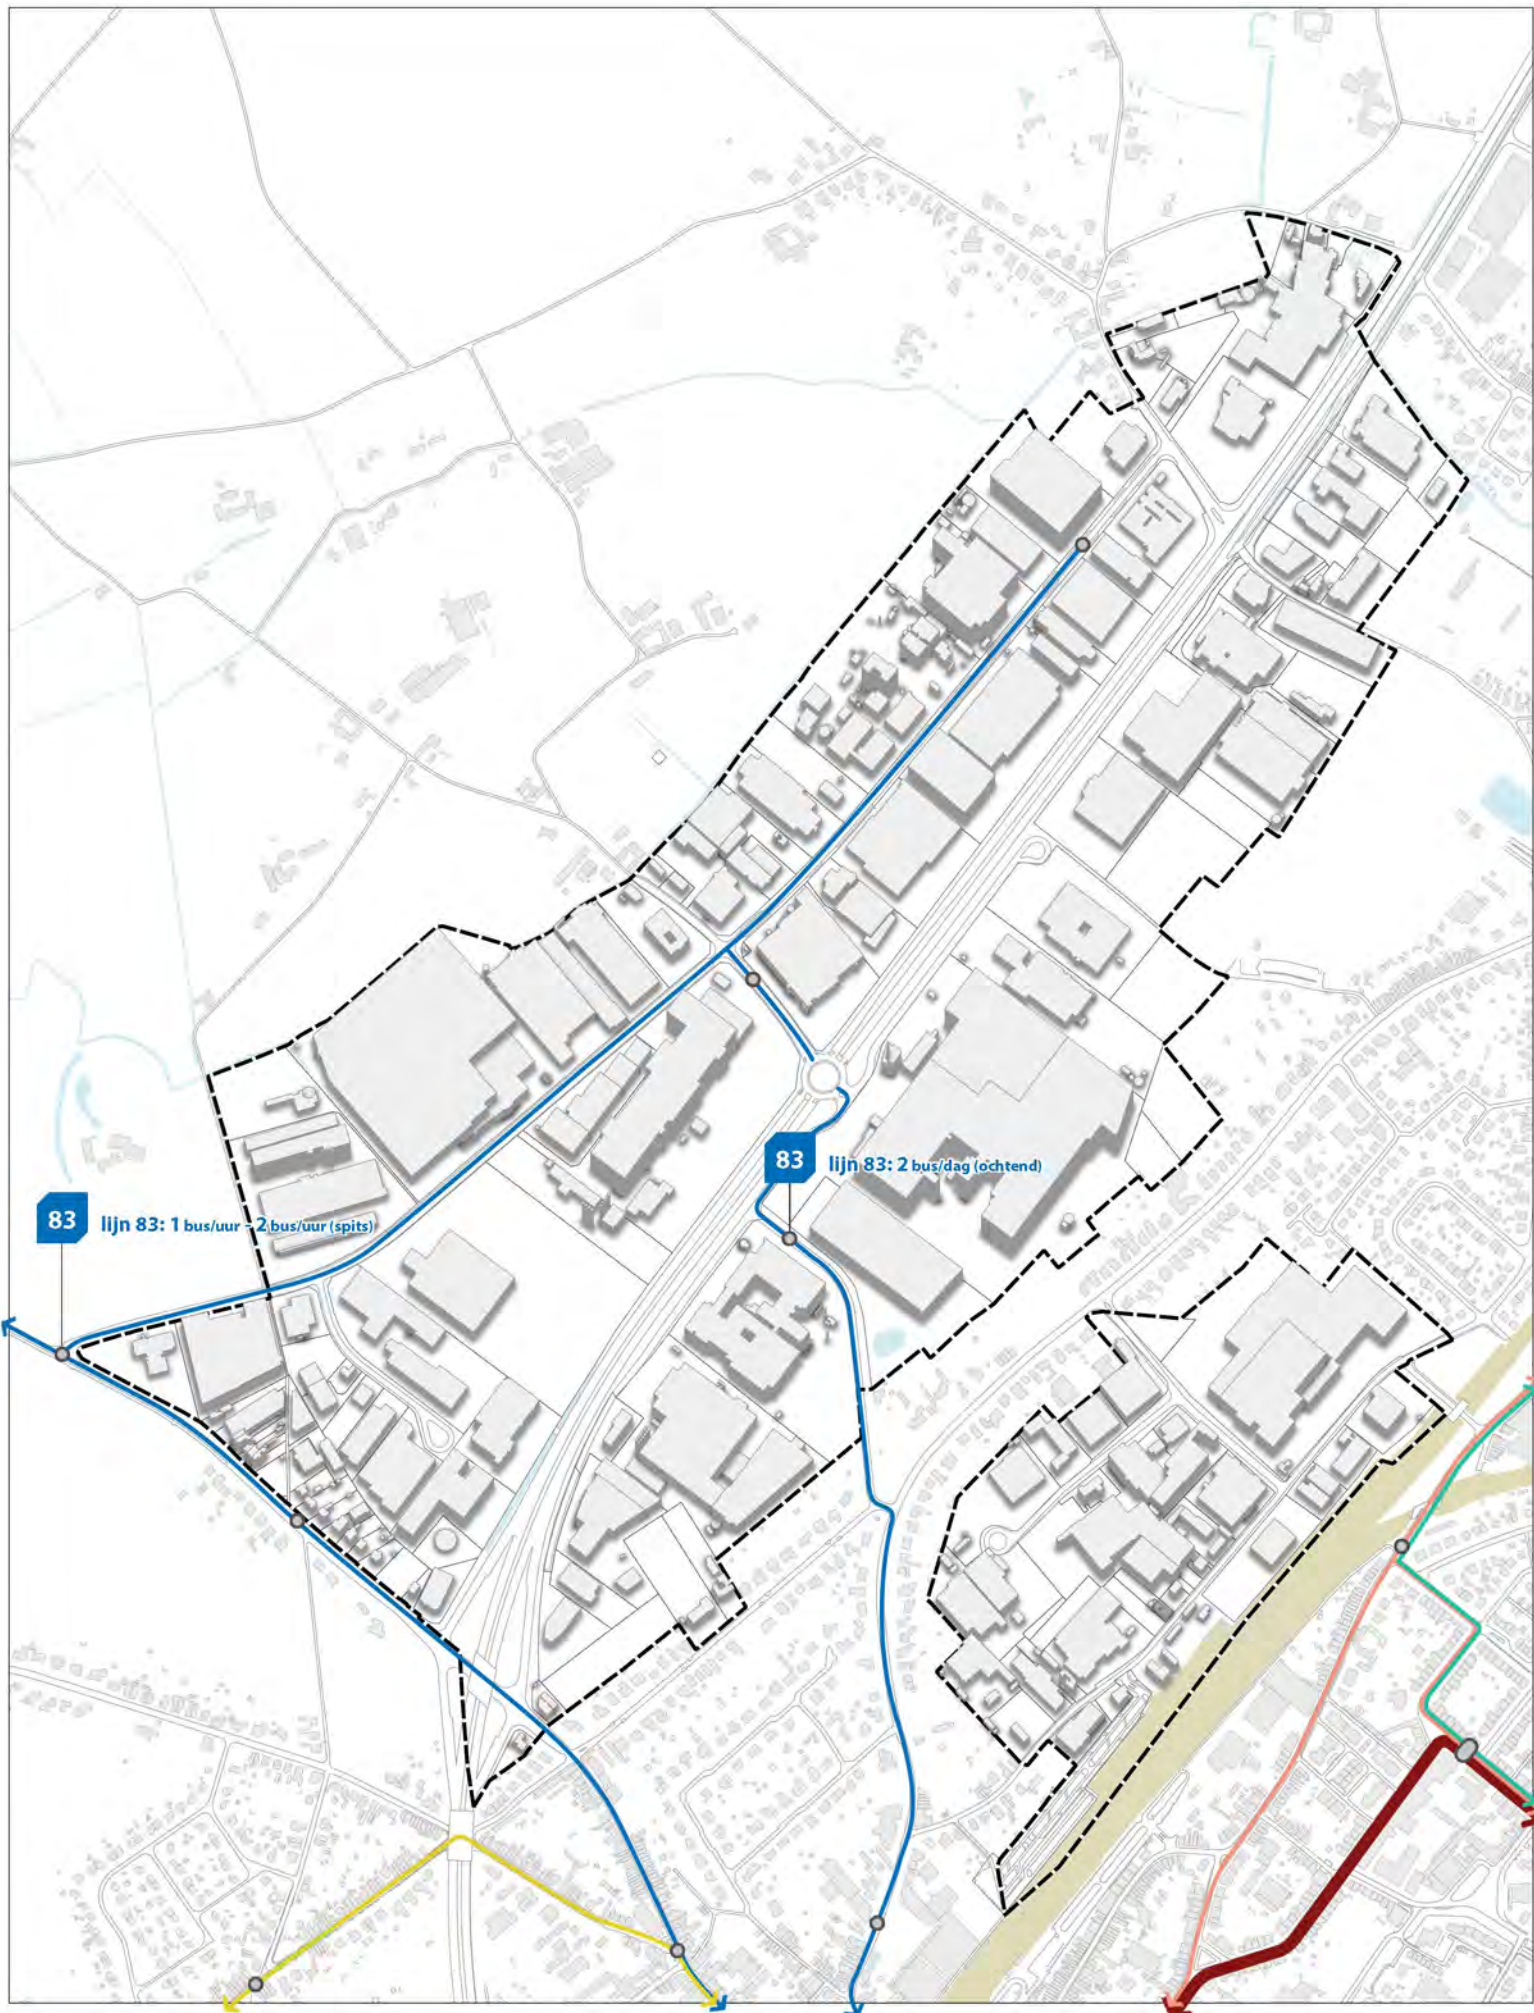 83
lijn 83: 2 bus/dag (ochtend)
83
lijn 83: 1 bus/uur - 2 bus/uur (spits)